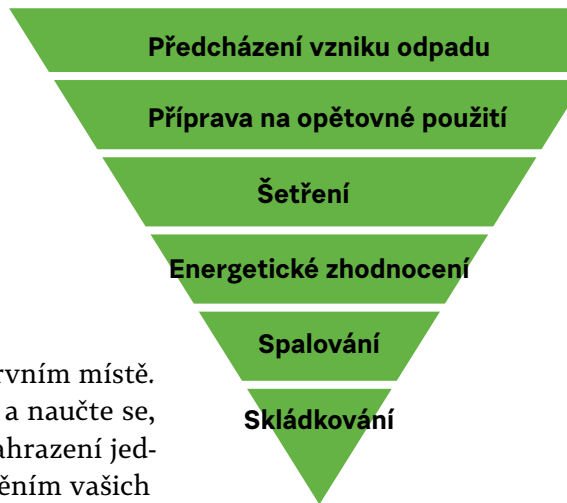 Předcházení vzniku odpadu
Příprava na opětovné použití
Šetření
Energetické zhodnocení
Spalování
Skládkování
rvním místě.
a naučte se,
ahrazení jed-
ěním vašich